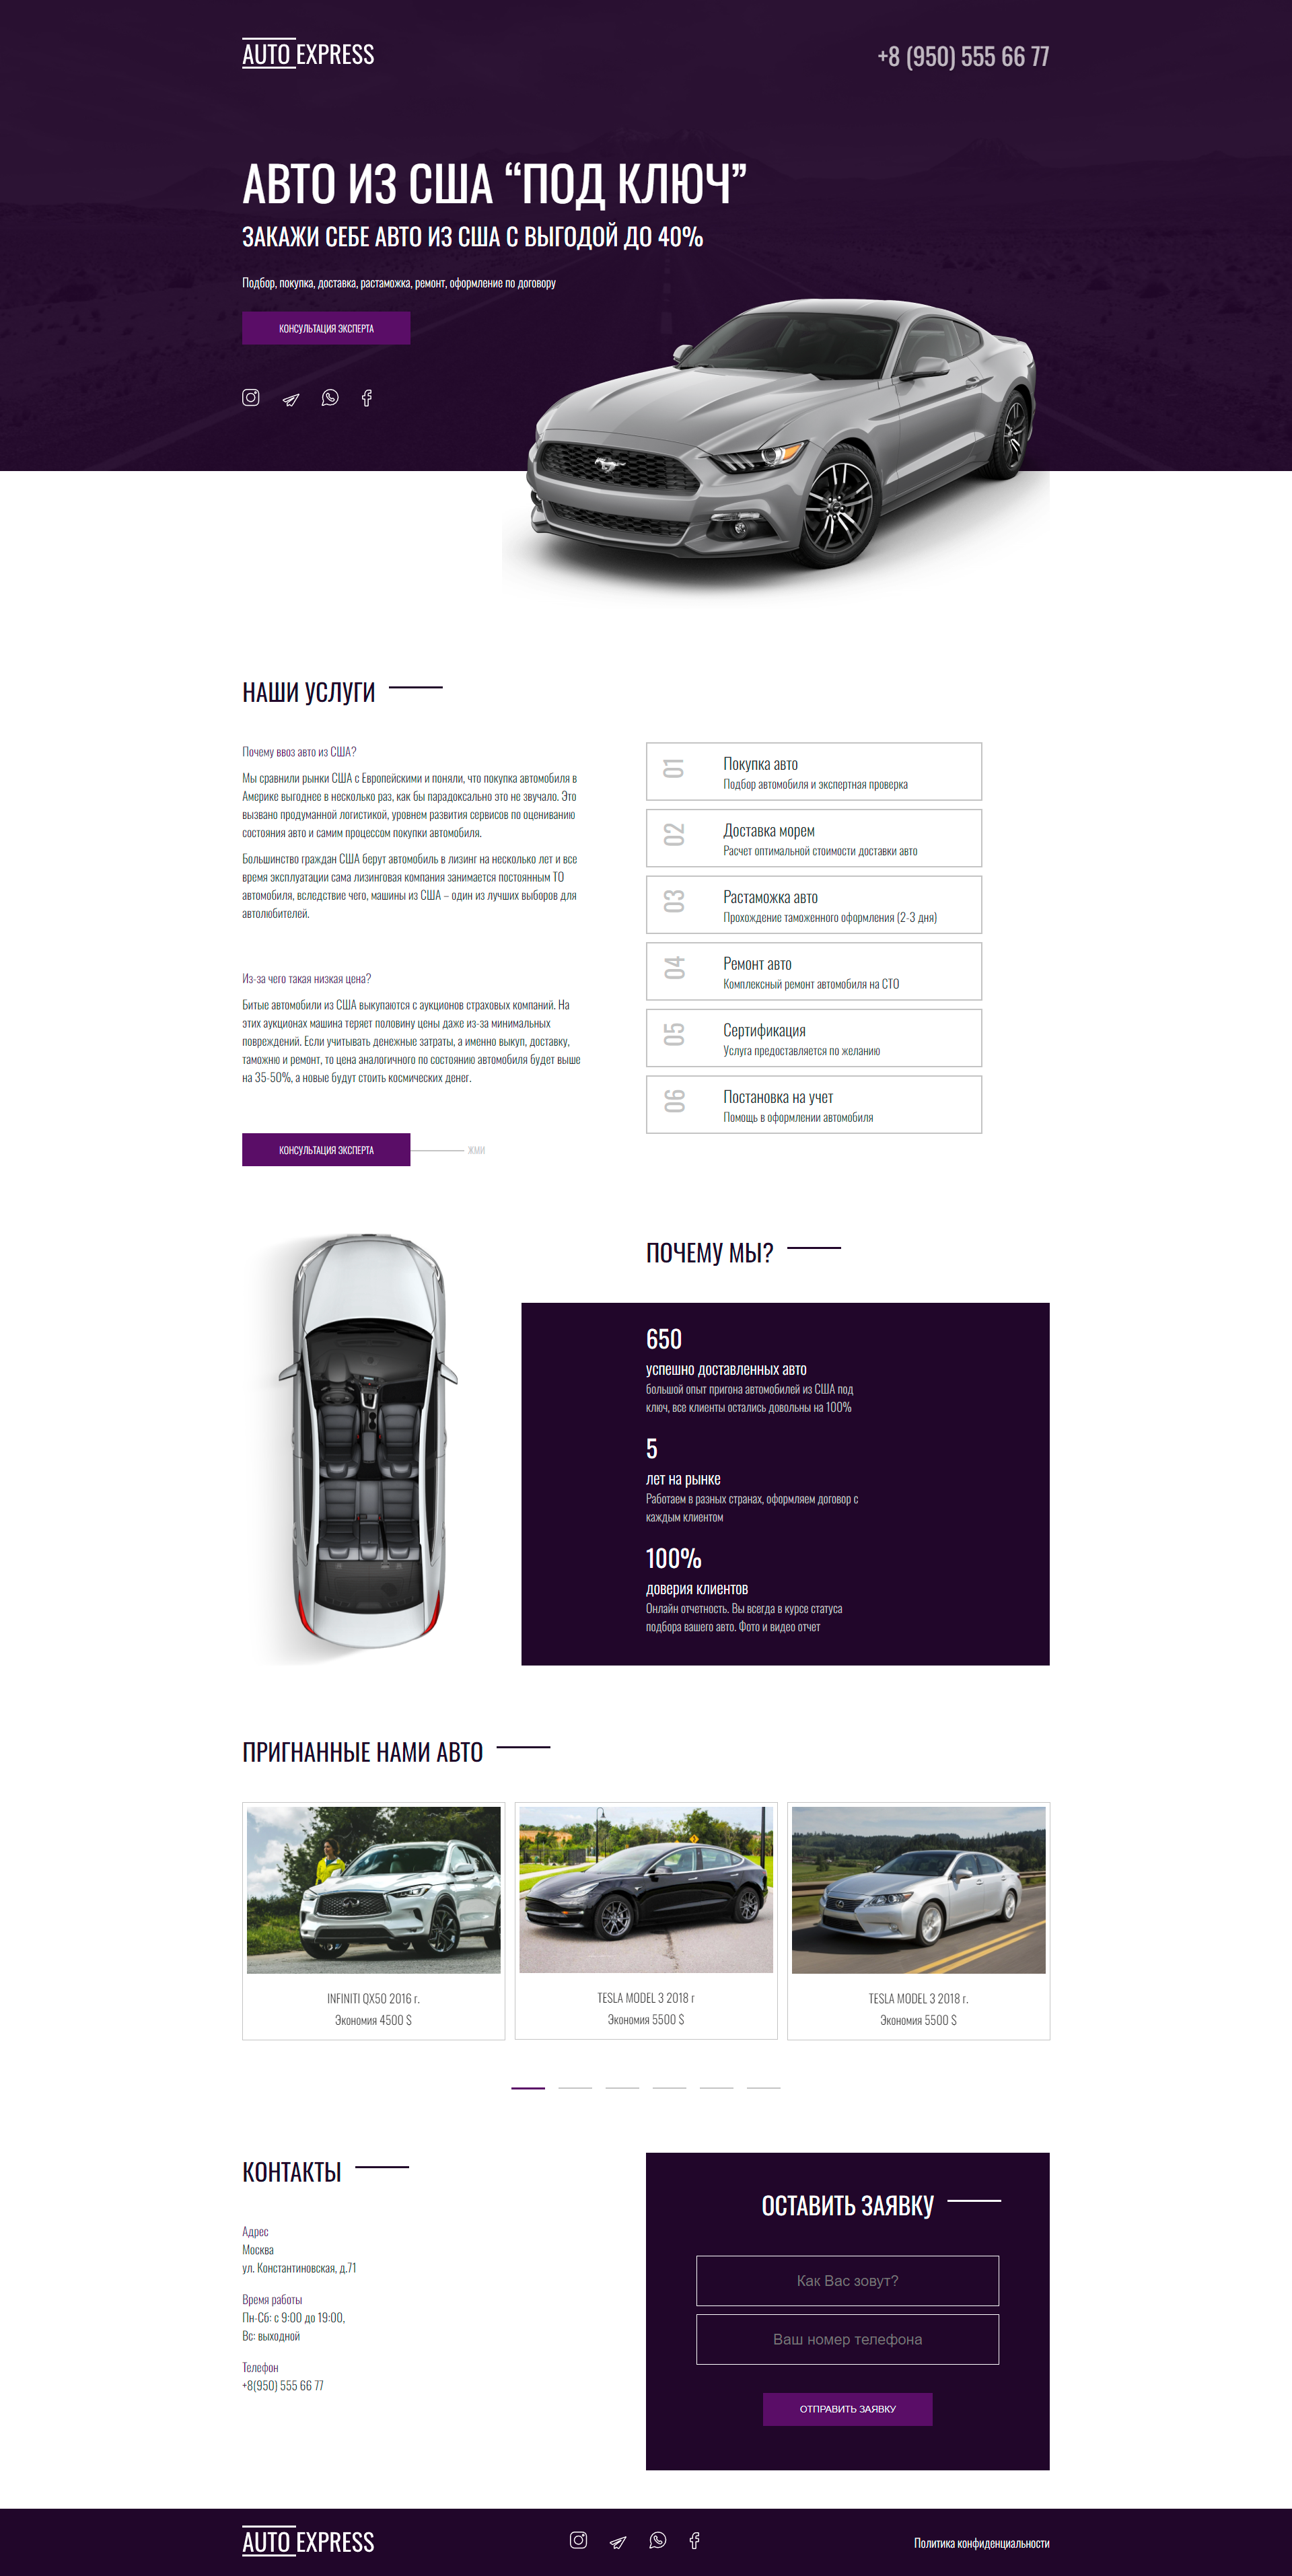 AUTO EXPRESS
+8 (950) 555 66 77
АВТО ИЗ США “ПОД КЛЮЧ”
ЗАКАЖИ СЕБЕ АВТО ИЗ США С ВЫГОДОЙ ДО 40%
Подбор, покупка, доставка, растаможка, ремонт, оформление по договору
КОНСУЛЬТАЦИЯ ЭКСПЕРТА
НАШИ УСЛУГИ
Почему ввоз авто из США?
Мы сравнили рынки США с Европейскими и поняли, что покупка автомобиля в
Америке выгоднее в несколько раз, как бы парадоксально это не звучало. Это
вызвано продуманной логистикой, уровнем развития сервисов по оцениванию
состояния авто и самим процессом покупки автомобиля.
Большинство граждан США берут автомобиль в лизинг на несколько лет и все
время эксплуатации сама лизинговая компания занимается постоянным ТО
автомобиля, вследствие чего, машины из США – один из лучших выборов для
автолюбителей.
Из-за чего такая низкая цена?
Битые автомобили из США выкупаются с аукционов страховых компаний. На
этих аукционах машина теряет половину цены даже из-за минимальных
повреждений. Если учитывать денежные затраты, а именно выкуп, доставку,
таможню и ремонт, то цена аналогичного по состоянию автомобиля будет выше
на 35-50%, а новые будут стоить космических денег.
КОНСУЛЬТАЦИЯ ЭКСПЕРТА
ЖМИ
01
Покупка авто
Подбор автомобиля и экспертная проверка
02
Доставка морем
Расчет оптимальной стоимости доставки авто
03
Растаможка авто
Прохождение таможенного оформления (2-3 дня)
04
Ремонт авто
Комплексный ремонт автомобиля на СТО
05
Сертификация
Услуга предоставляется по желанию
06
Постановка на учет
Помощь в оформлении автомобиля
ПОЧЕМУ МЫ?
650
успешно доставленных авто
большой опыт пригона автомобилей из США под
ключ, все клиенты остались довольны на 100%
5
лет на рынке
Работаем в разных странах, оформляем договор с
каждым клиентом
100%
доверия клиентов
Онлайн отчетность. Вы всегда в курсе статуса
подбора вашего авто. Фото и видео отчет
ПРИГНАННЫЕ НАМИ АВТО
INFINITI QX50 2016 г.
Экономия 4500 $
TESLA MODEL 3 2018 г
Экономия 5500 $
TESLA MODEL 3 2018 г.
Экономия 5500 $
КОНТАКТЫ
Адрес
Москва
ул. Константиновская, д.71
Время работы
Пн-Сб: с 9:00 до 19:00,
Вс: выходной
Телефон
+8(950) 555 66 77
ОСТАВИТЬ ЗАЯВКУ
Как Вас зовут?
Ваш номер телефона
ОТПРАВИТЬ ЗАЯВКУ
AUTO EXPRESS
Политика конфиденциальности